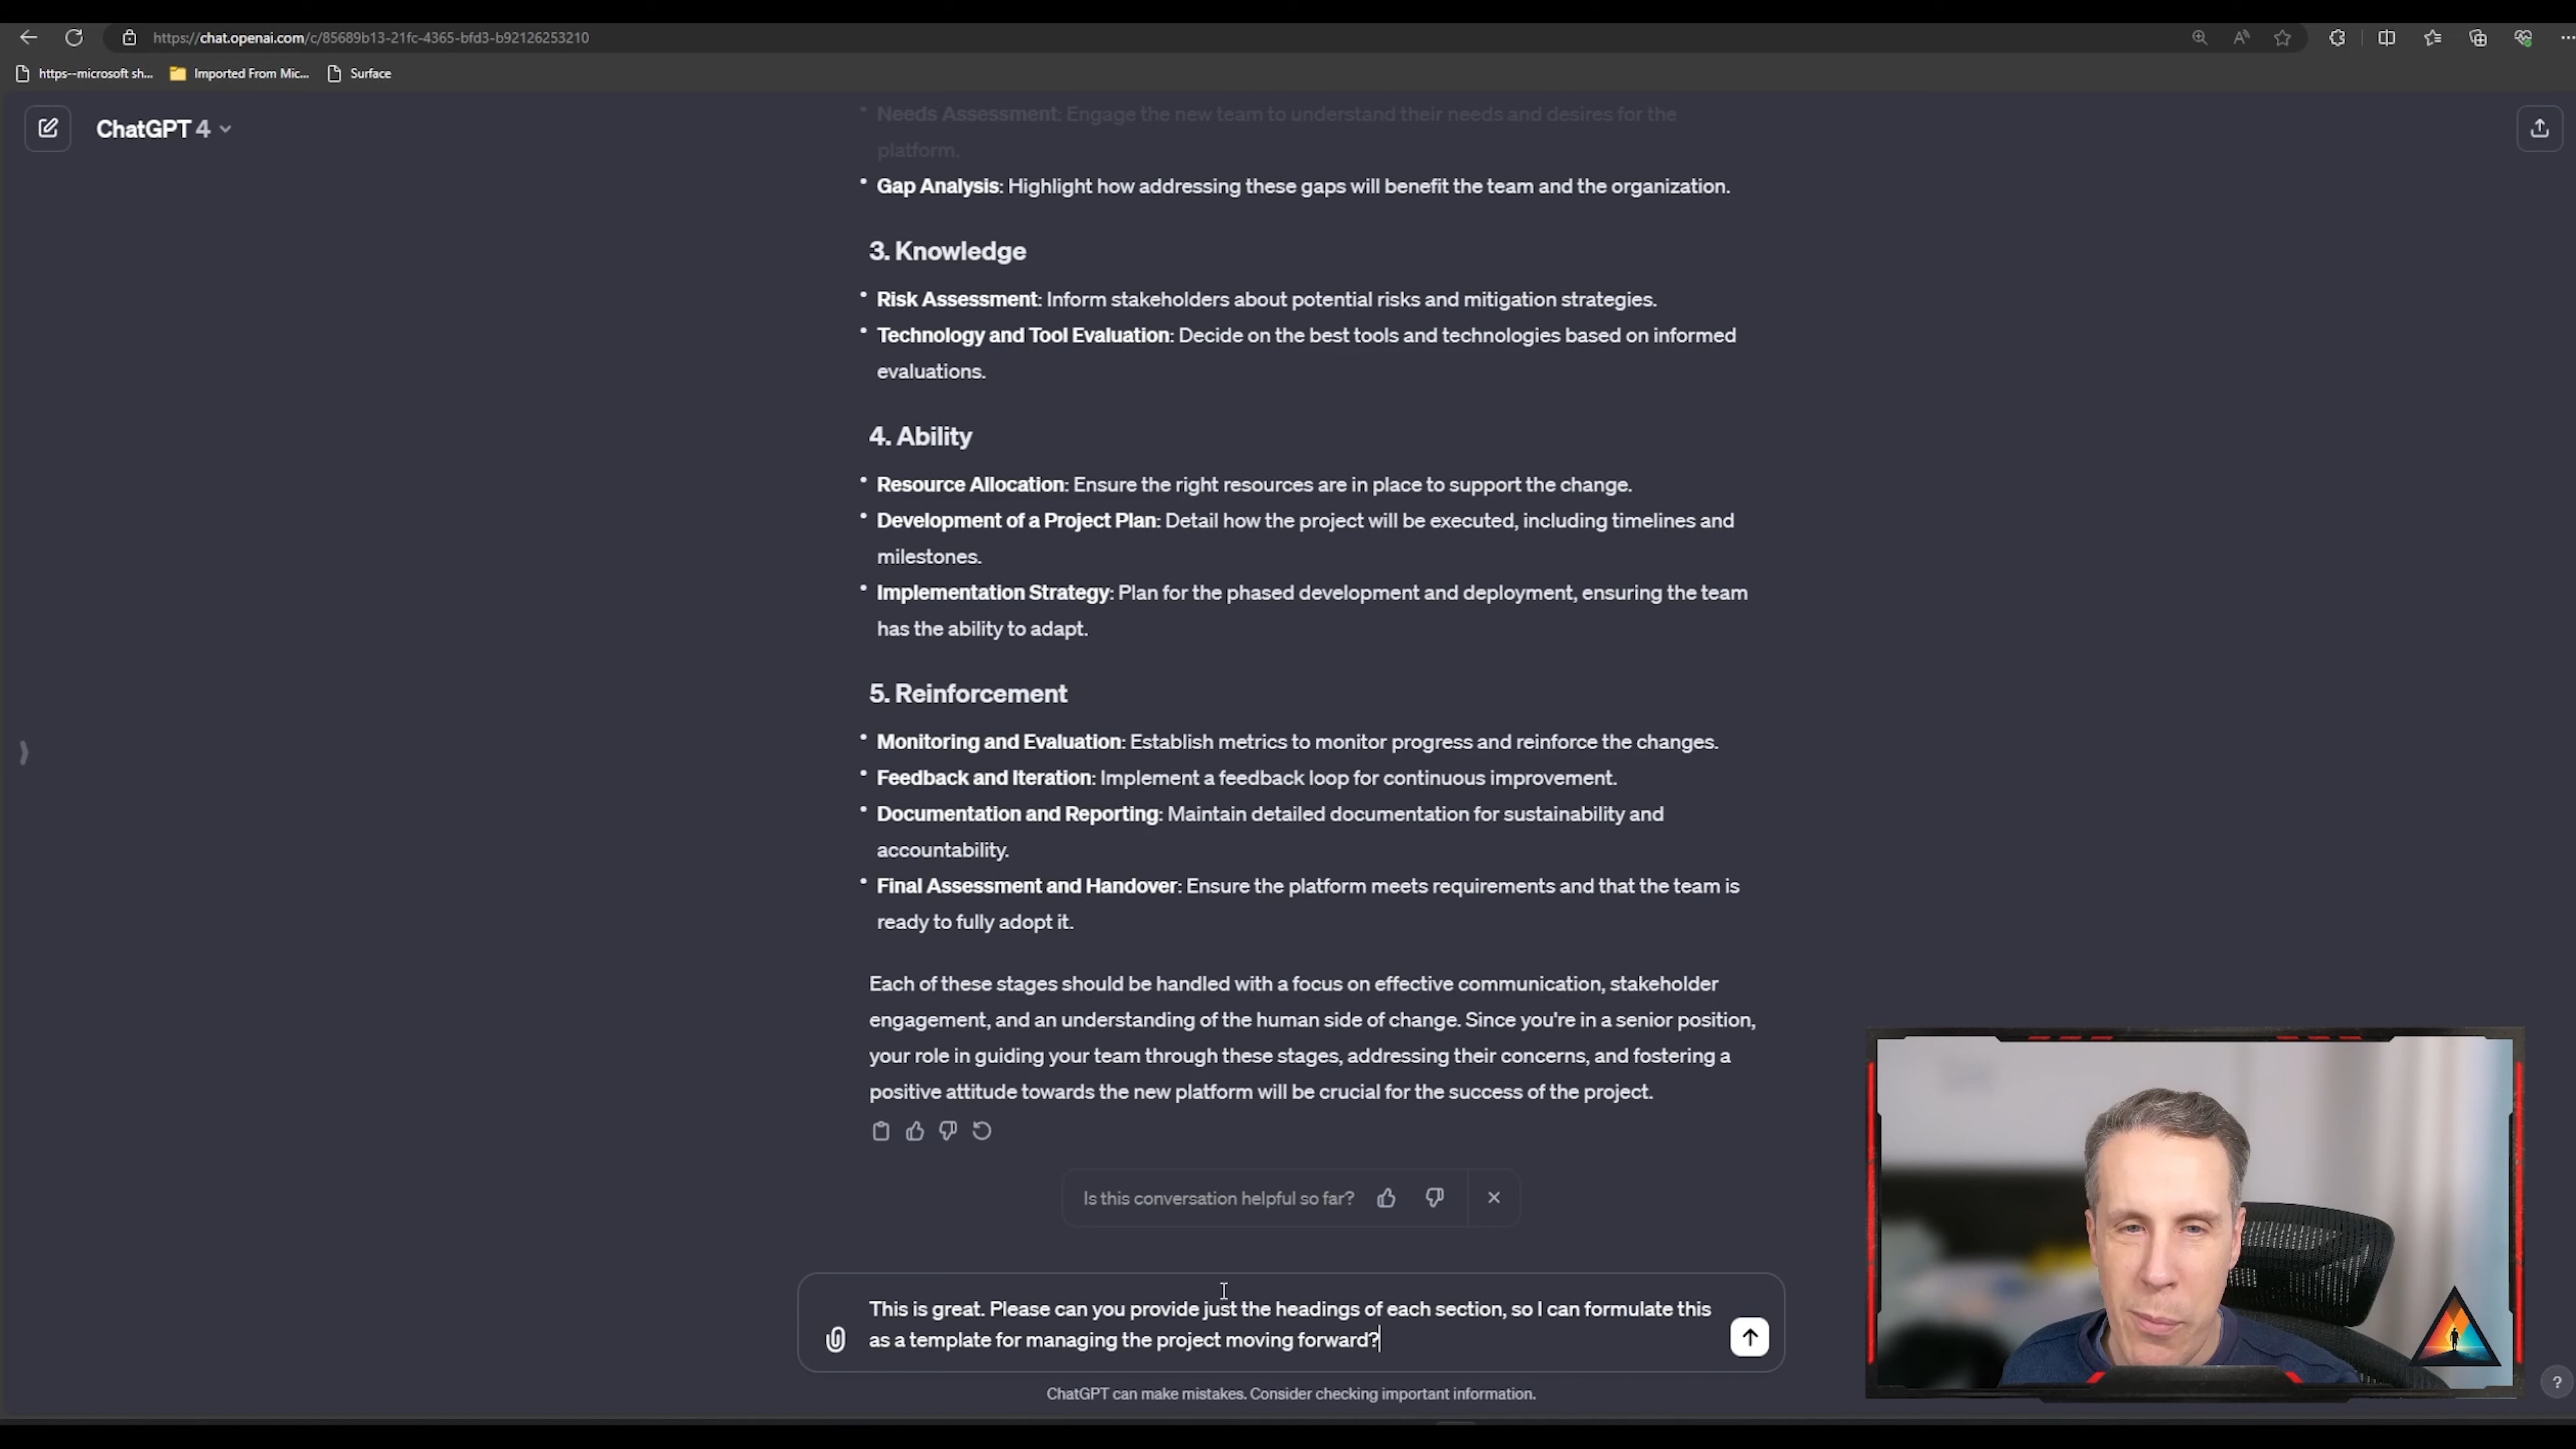 https://chat.openai.com/c/85689b13-21fc-4365-bfd3-b92126253210
https--microsoft sh...
Imported From Mic...
Surface
ChatGPT 4
• Needs Assessment: Engage the new team to understand their needs and desires for the
platform.
• Gap Analysis: Highlight how addressing these gaps will benefit the team and the organization.
3. Knowledge
• Risk Assessment: Inform stakeholders about potential risks and mitigation strategies.
• Technology and Tool Evaluation: Decide on the best tools and technologies based on informed
evaluations.
4. Ability
• Resource Allocation: Ensure the right resources are in place to support the change.
• Development of a Project Plan: Detail how the project will be executed, including timelines and
milestones.
• Implementation Strategy: Plan for the phased development and deployment, ensuring the team
has the ability to adapt.
5. Reinforcement
• Monitoring and Evaluation: Establish metrics to monitor progress and reinforce the changes.
• Feedback and Iteration: Implement a feedback loop for continuous improvement.
• Documentation and Reporting: Maintain detailed documentation for sustainability and
accountability.
• Final Assessment and Handover: Ensure the platform meets requirements and that the team is
ready to fully adopt it.
Each of these stages should be handled with a focus on effective communication, stakeholder
engagement, and an understanding of the human side of change. Since you're in a senior position,
your role in guiding your team through these stages, addressing their concerns, and fostering a
positive attitude towards the new platform will be crucial for the success of the project.
Is this conversation helpful so far?
This is great. Please can you provide just the headings of each section, so I can formulate this
as a template for managing the project moving forward?
ChatGPT can make mistakes. Consider checking important information.
?